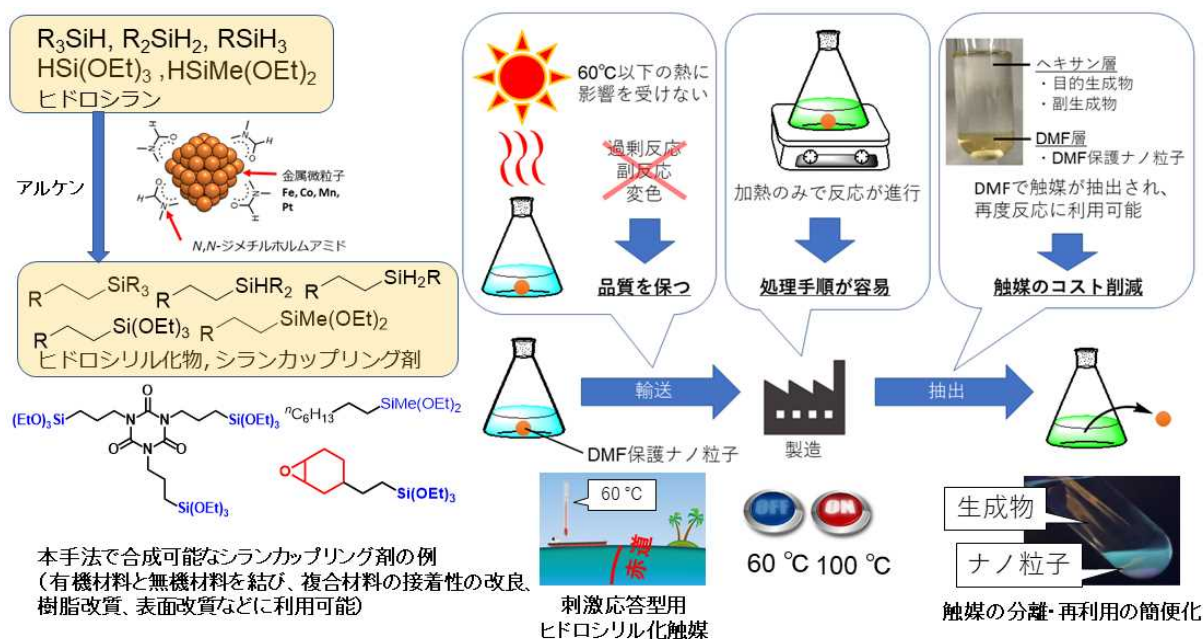 R₃SiH, R₂SiH₂, RSiH₃
HSi(OEt)₃ ,HSiMe(OEt)₂
ヒドロシラン
アルケン
金属微粒子
Fe, Co, Mn,
Pt
N,N-ジメチルホルムアミド
R SiR₃
R SiHR₂
R SiH₂R
R Si(OEt)₃
R SiMe(OEt)₂
ヒドロシリル化物, シランカップリング剤
(EtO)₃Si
Si(OEt)₃
Si(OEt)₃
O
O
O
N
N
N
ⁿC₆H₁₃
SiMe(OEt)₂
O
Si(OEt)₃
本手法で合成可能なシランカップリング剤の例
(有機材料と無機材料を結び、複合材料の接着性の改良、
樹脂改質、表面改質などに利用可能)
60℃以下の熱に
影響を受けない
過剰反応
副反応
変色
品質を保つ
加熱のみで反応が進行
処理手順が容易
ヘキサン層
・目的生成物
・副生成物
DMF層
・DMF保護ナノ粒子
DMFで触媒が抽出され、
再度反応に利用可能
触媒のコスト削減
輸送
製造
抽出
DMF保護ナノ粒子
60 ℃
赤道
刺激応答型用
ヒドロシリル化触媒
OFF
ON
60 ℃
100 ℃
生成物
ナノ粒子
触媒の分離・再利用の簡便化